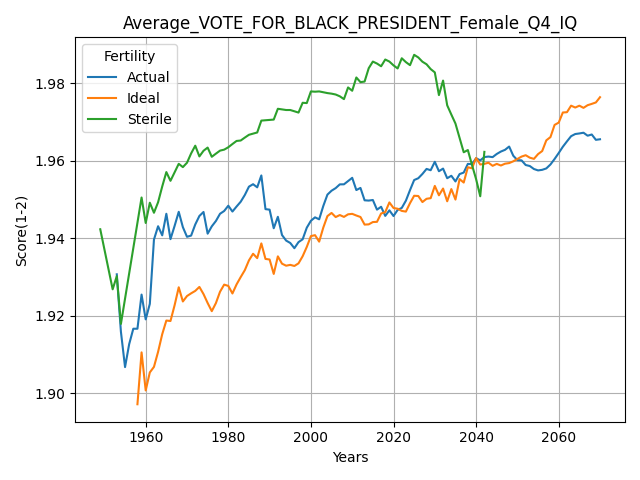 Average_VOTE_FOR_BLACK_PRESIDENT_Female_Q4_IQ
Fertility
Actual
Ideal
Sterile
Score(1-2)
1.98
1.96
1.94
1.92
1.90
1960 1980 2000 2020 2040 2060
Years